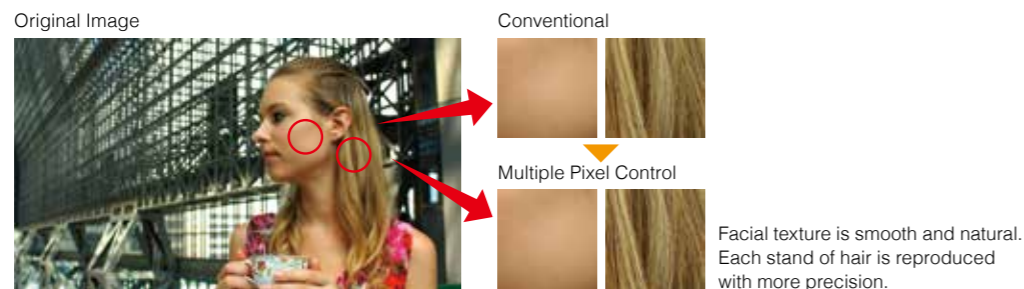 Original Image
Conventional
Multiple Pixel Control
Facial texture is smooth and natural.
Each stand of hair is reproduced
with more precision.